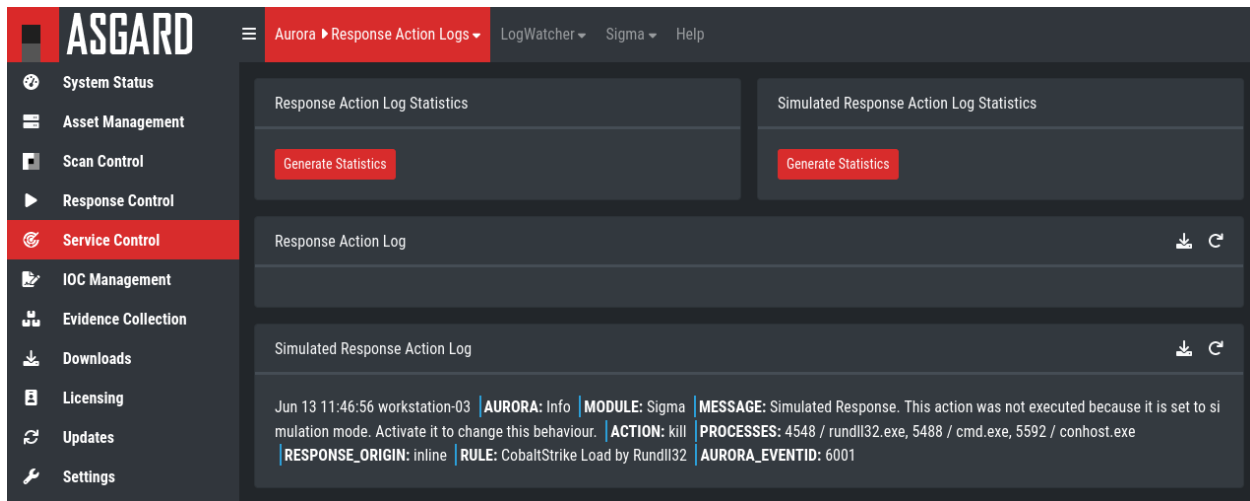 ASGARD
Aurora Response Action Logs LogWatcher Sigma Help
System Status
Asset Management
Scan Control
Response Control
Service Control
IOC Management
Evidence Collection
Downloads
Licensing
Updates
Settings
Response Action Log Statistics
Generate Statistics
Simulated Response Action Log Statistics
Generate Statistics
Response Action Log
Simulated Response Action Log
Jun 13 11:46:56 workstation-03 AURORA: Info MODULE: Sigma MESSAGE: Simulated Response. This action was not executed because it is set to si
mulation mode. Activate it to change this behaviour. ACTION: kill PROCESSES: 4548 / rundll32.exe, 5488 / cmd.exe, 5592 / conhost.exe
RESPONSE_ORIGIN: inline RULE: CobaltStrike Load by Rundll32 AURORA_EVENTID: 6001